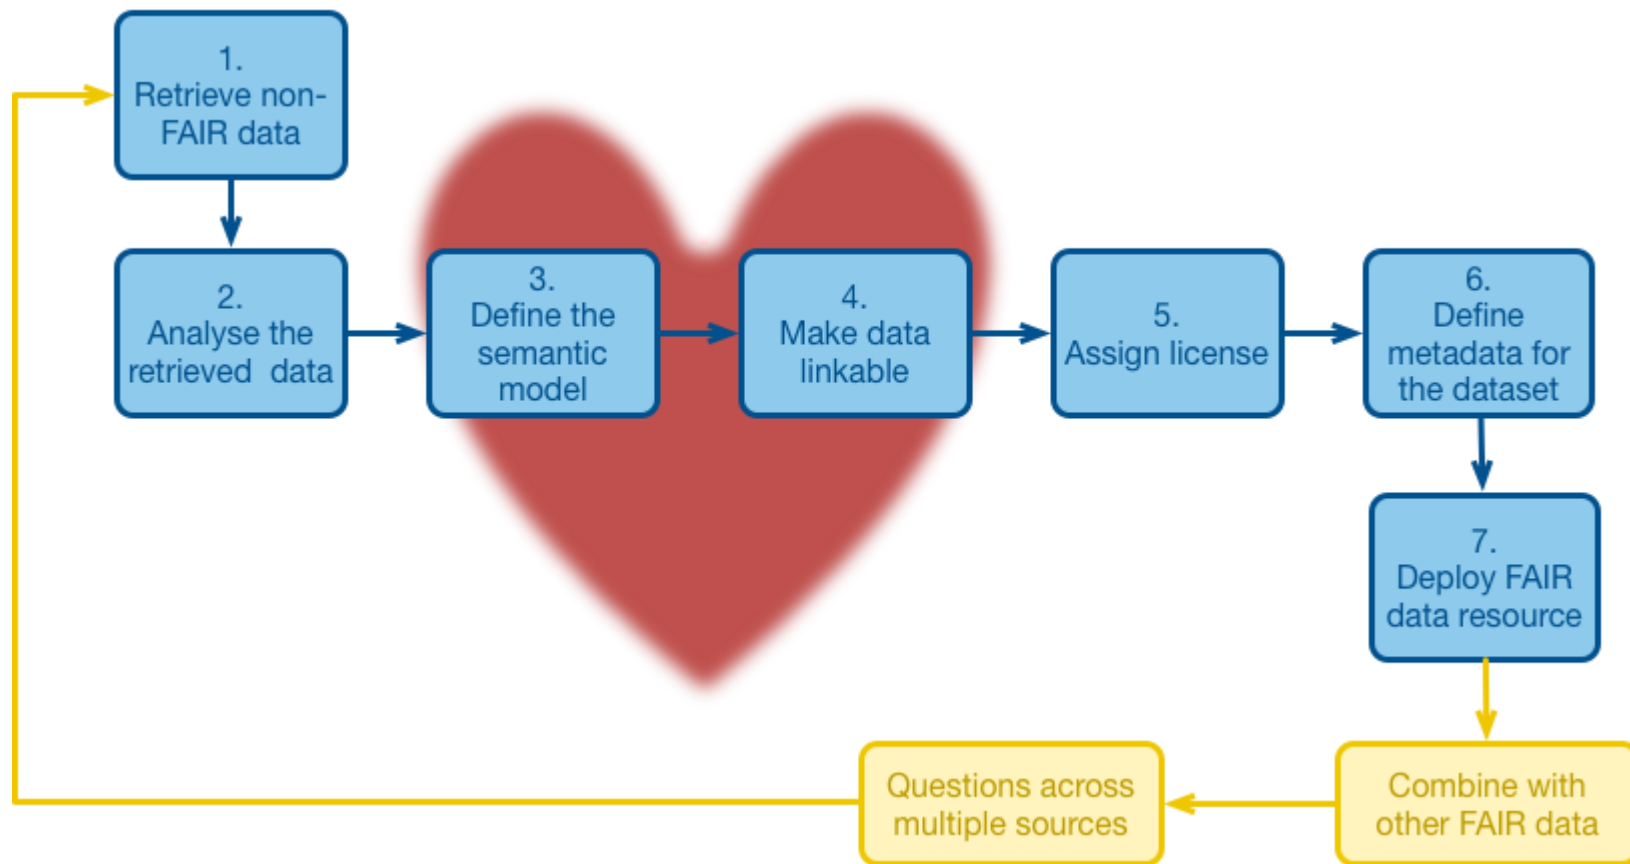 1.
Retrieve non-
FAIR data
2.
Analyse the
retrieved data
3.
Define the
semantic
model
4.
Make data
linkable
5.
Assign license
6.
Define
metadata for
the dataset
7.
Deploy FAIR
data resource
Combine with
other FAIR data
Questions across
multiple sources